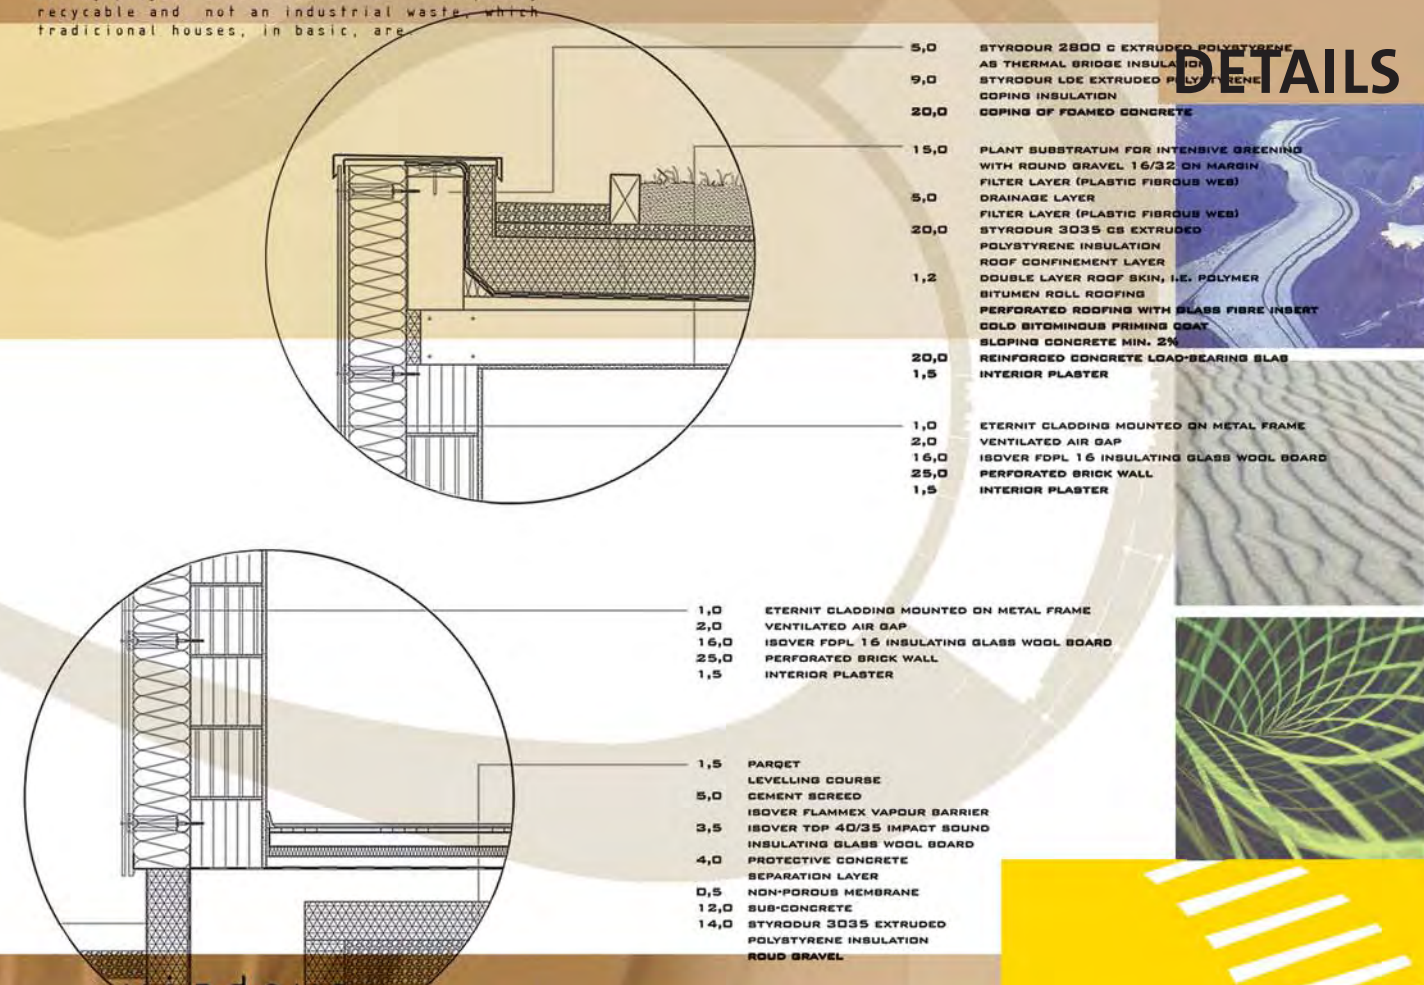 recycable and not an industrial waste, which
tradicional houses, in basic, are.
DETAILS
5,0 STYRODUR 2800 C EXTRUDED POLYSTYRENE
AS THERMAL BRIDGE INSULATION
9,0 STYRODUR LDE EXTRUDED POLYSTYRENE
COPING INSULATION
20,0 COPING OF FOAMED CONCRETE
15,0 PLANT SUBSTRATUM FOR INTENSIVE GREENING
WITH ROUND GRAVEL 16/32 ON MARGIN
FILTER LAYER (PLASTIC FIBROUS WEB)
5,0 DRAINAGE LAYER
FILTER LAYER (PLASTIC FIBROUS WEB)
20,0 STYRODUR 3035 CS EXTRUDED
POLYSTYRENE INSULATION
ROOF CONFINEMENT LAYER
1,2 DOUBLE LAYER ROOF SKIN, I.E. POLYMER
BITUMEN ROLL ROOFING
PERFORATED ROOFING WITH GLASS FIBRE INSERT
COLD BITOMINOUS PRIMING COAT
SLOPING CONCRETE MIN. 2%
20,0 REINFORCED CONCRETE LOAD-BEARING SLAB
1,5 INTERIOR PLASTER
1,0 ETERNIT CLADDING MOUNTED ON METAL FRAME
2,0 VENTILATED AIR GAP
16,0 ISOVER FDPL 16 INSULATING GLASS WOOL BOARD
25,0 PERFORATED BRICK WALL
1,5 INTERIOR PLASTER
1,0 ETERNIT CLADDING MOUNTED ON METAL FRAME
2,0 VENTILATED AIR GAP
16,0 ISOVER FDPL 16 INSULATING GLASS WOOL BOARD
25,0 PERFORATED BRICK WALL
1,5 INTERIOR PLASTER
1,5 PARQET
LEVELLING COURSE
5,0 CEMENT SCREED
ISOVER FLAMMEX VAPOUR BARRIER
3,5 ISOVER TDP 40/35 IMPACT SOUND
INSULATING GLASS WOOL BOARD
4,0 PROTECTIVE CONCRETE
SEPARATION LAYER
0,5 NON-POROUS MEMBRANE
12,0 SUB-CONCRETE
14,0 STYRODUR 3035 EXTRUDED
POLYSTYRENE INSULATION
ROUD GRAVEL